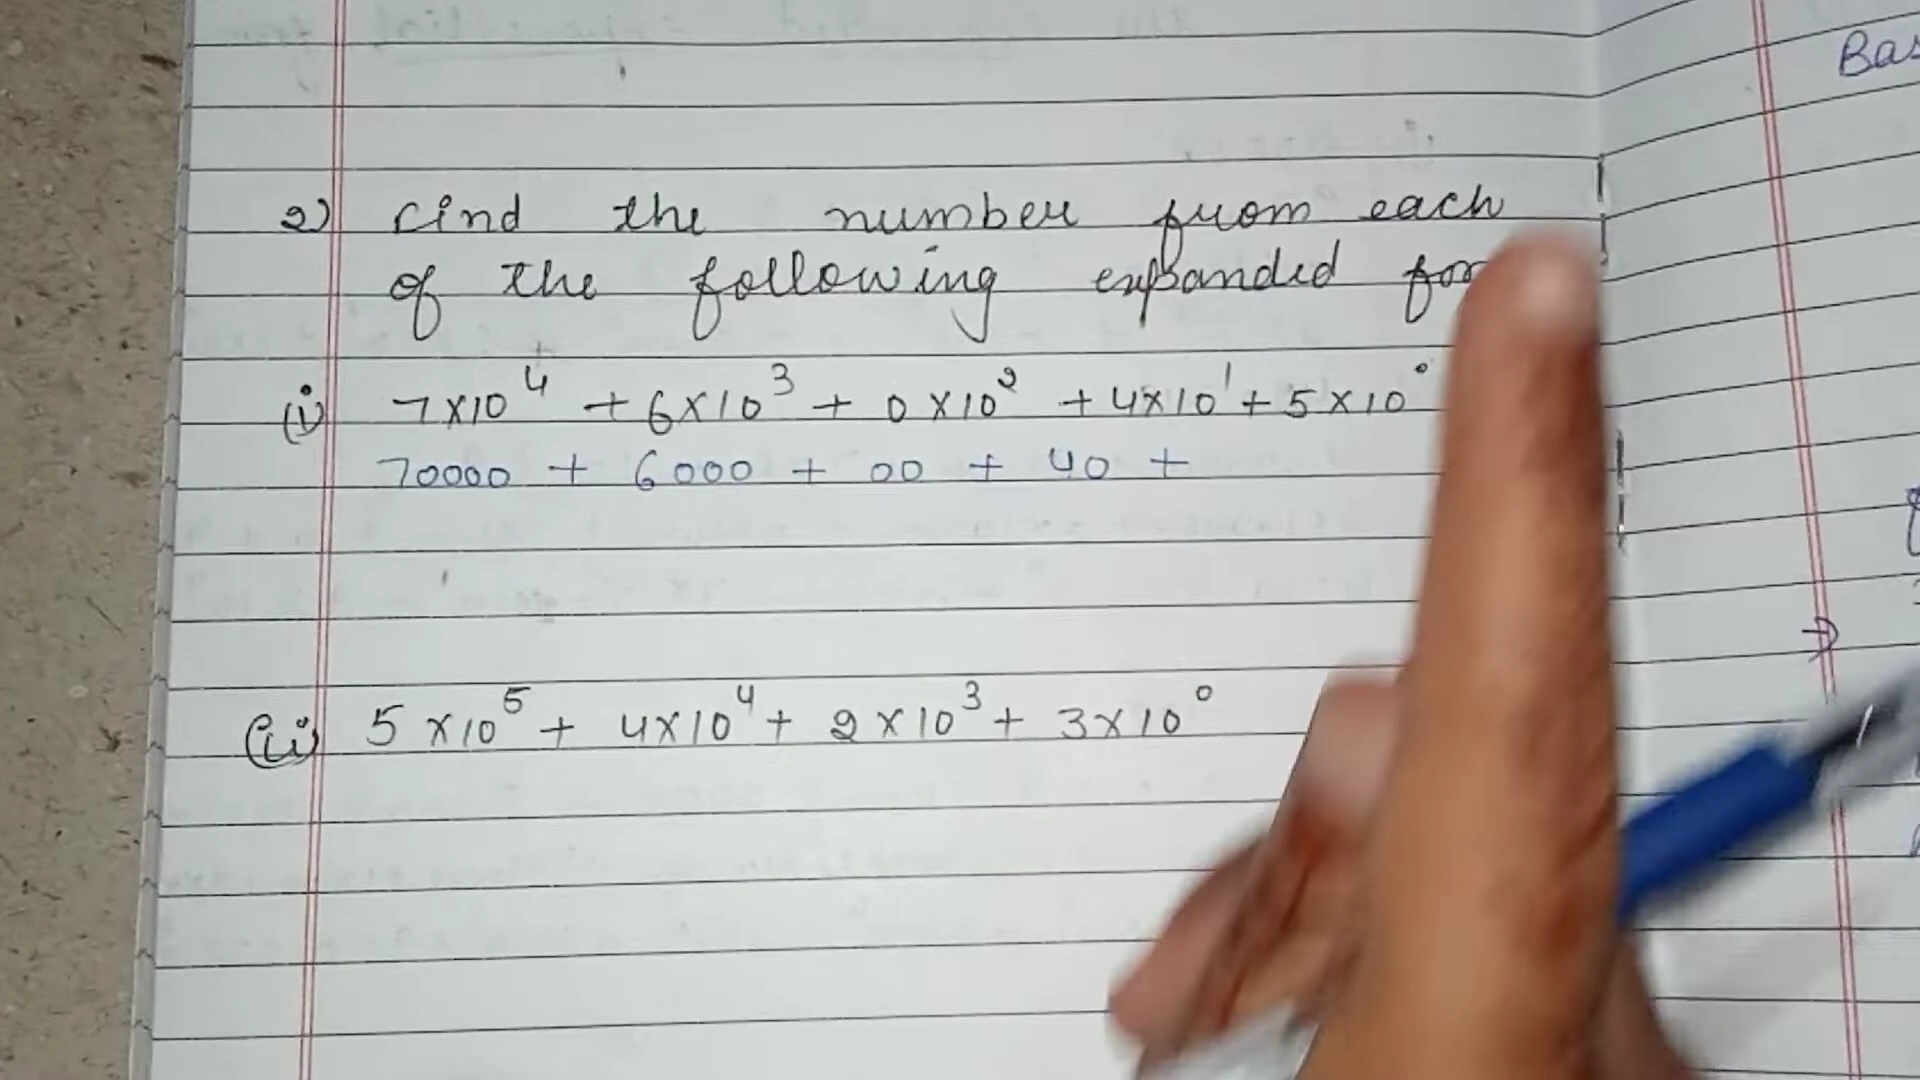 2) Find the number from each
of the following expanded for
(i) 7×10⁴ + 6×10³ + 0×10² + 4×10¹ + 5×10⁰
70000 + 6000 + 00 + 40 +
(ii) 5×10⁵ + 4×10⁴ + 2×10³ + 3×10⁰
Bas